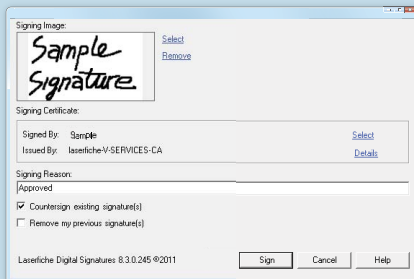 Signing Image:
Sample
Signature
Select
Remove
Signing Certificate:
Signed By: Sample
Select
Issued By: laserfiche-V-SERVICES-CA
Details
Signing Reason:
Approved
Countersign existing signature(s)
Remove my previous signature(s)
Laserfiche Digital Signatures 8.3.0.245 ©2011
Sign
Cancel
Help